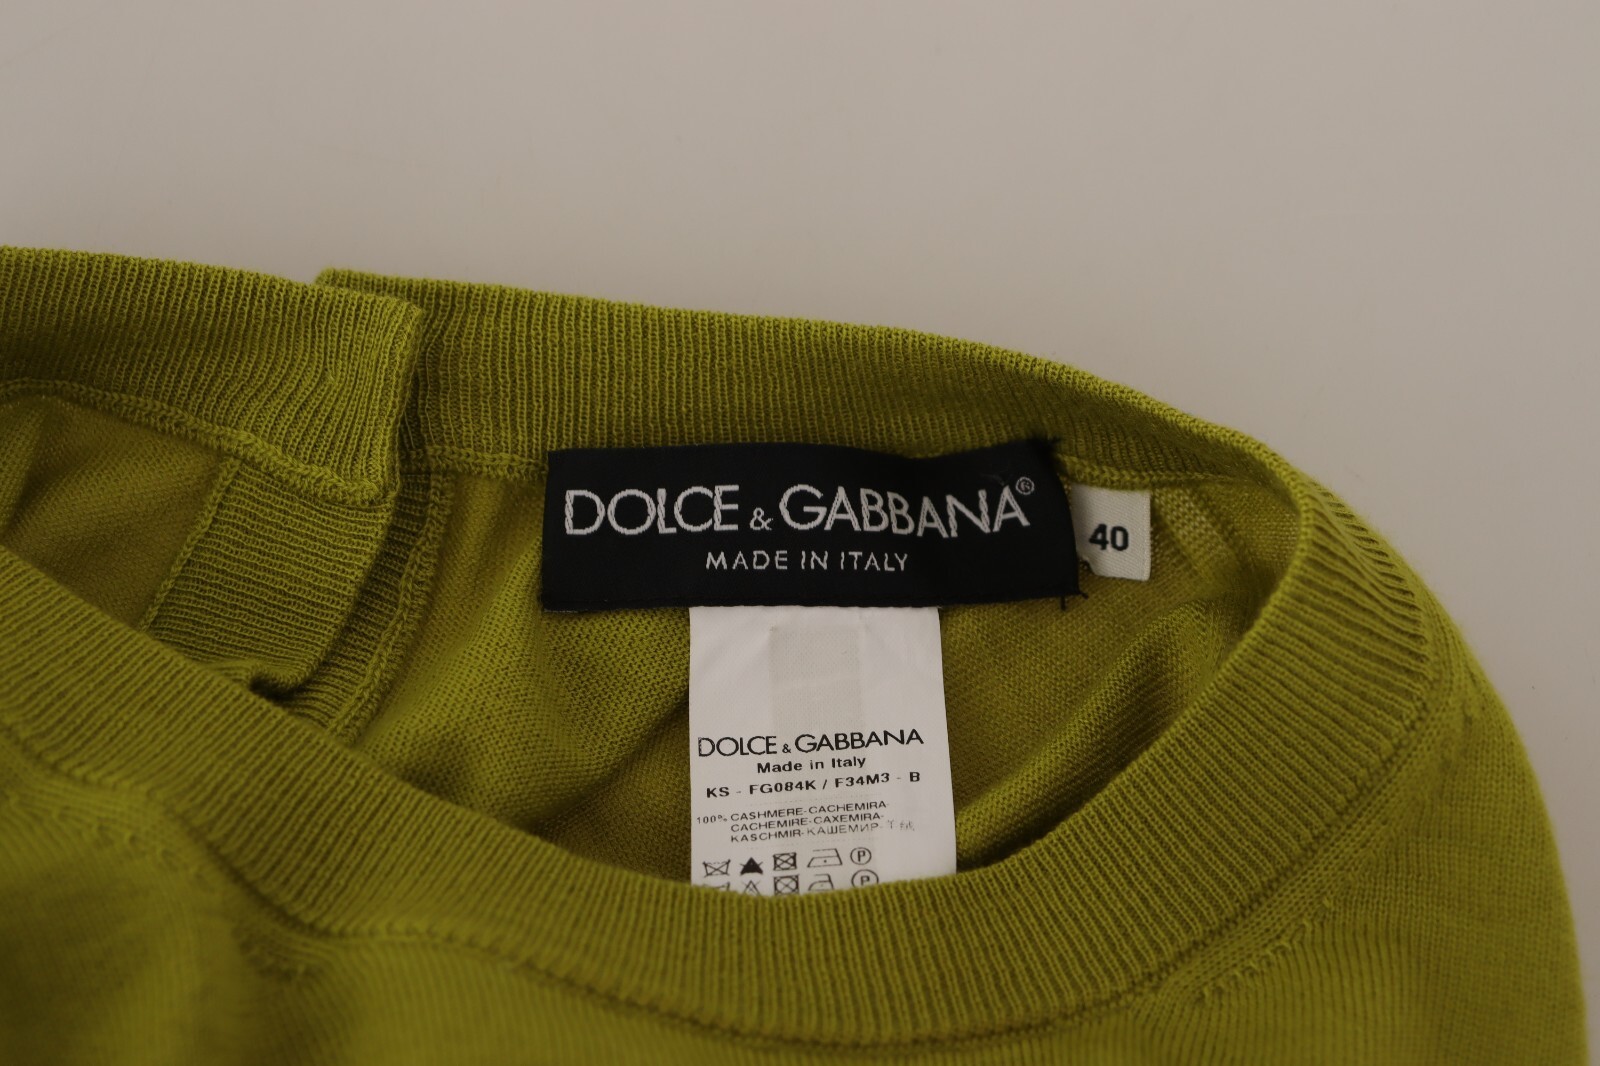 DOLCE & GABBANA®
MADE IN ITALY
40
DOLCE & GABBANA
Made in Italy
KS - FG084K / F34M3 - B
100% CASHMERE-CACHEMIRA
CACHEMIRE-CAXEMIRA-
KASCHMIR-КАШЕМИР-
P
P